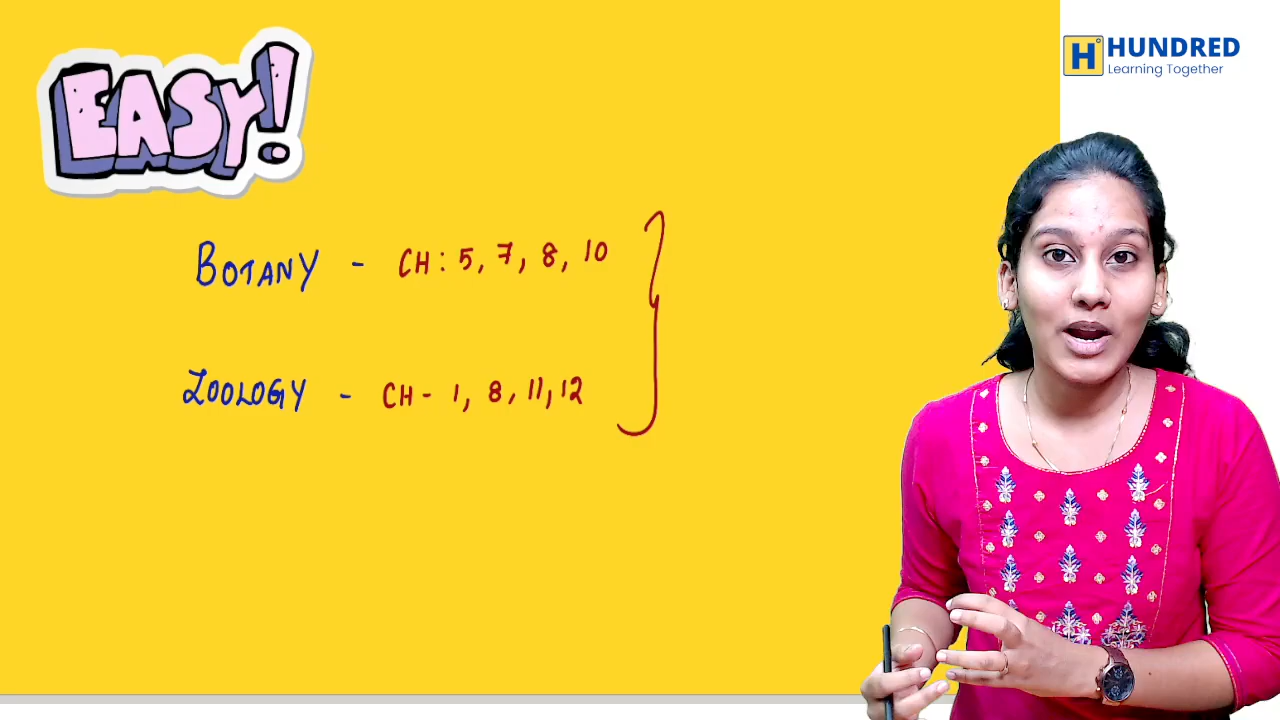 EASY!
HUNDRED
Learning Together
BOTANY - CH: 5, 7, 8, 10
ZOOLOGY - CH- 1, 8, 11, 12